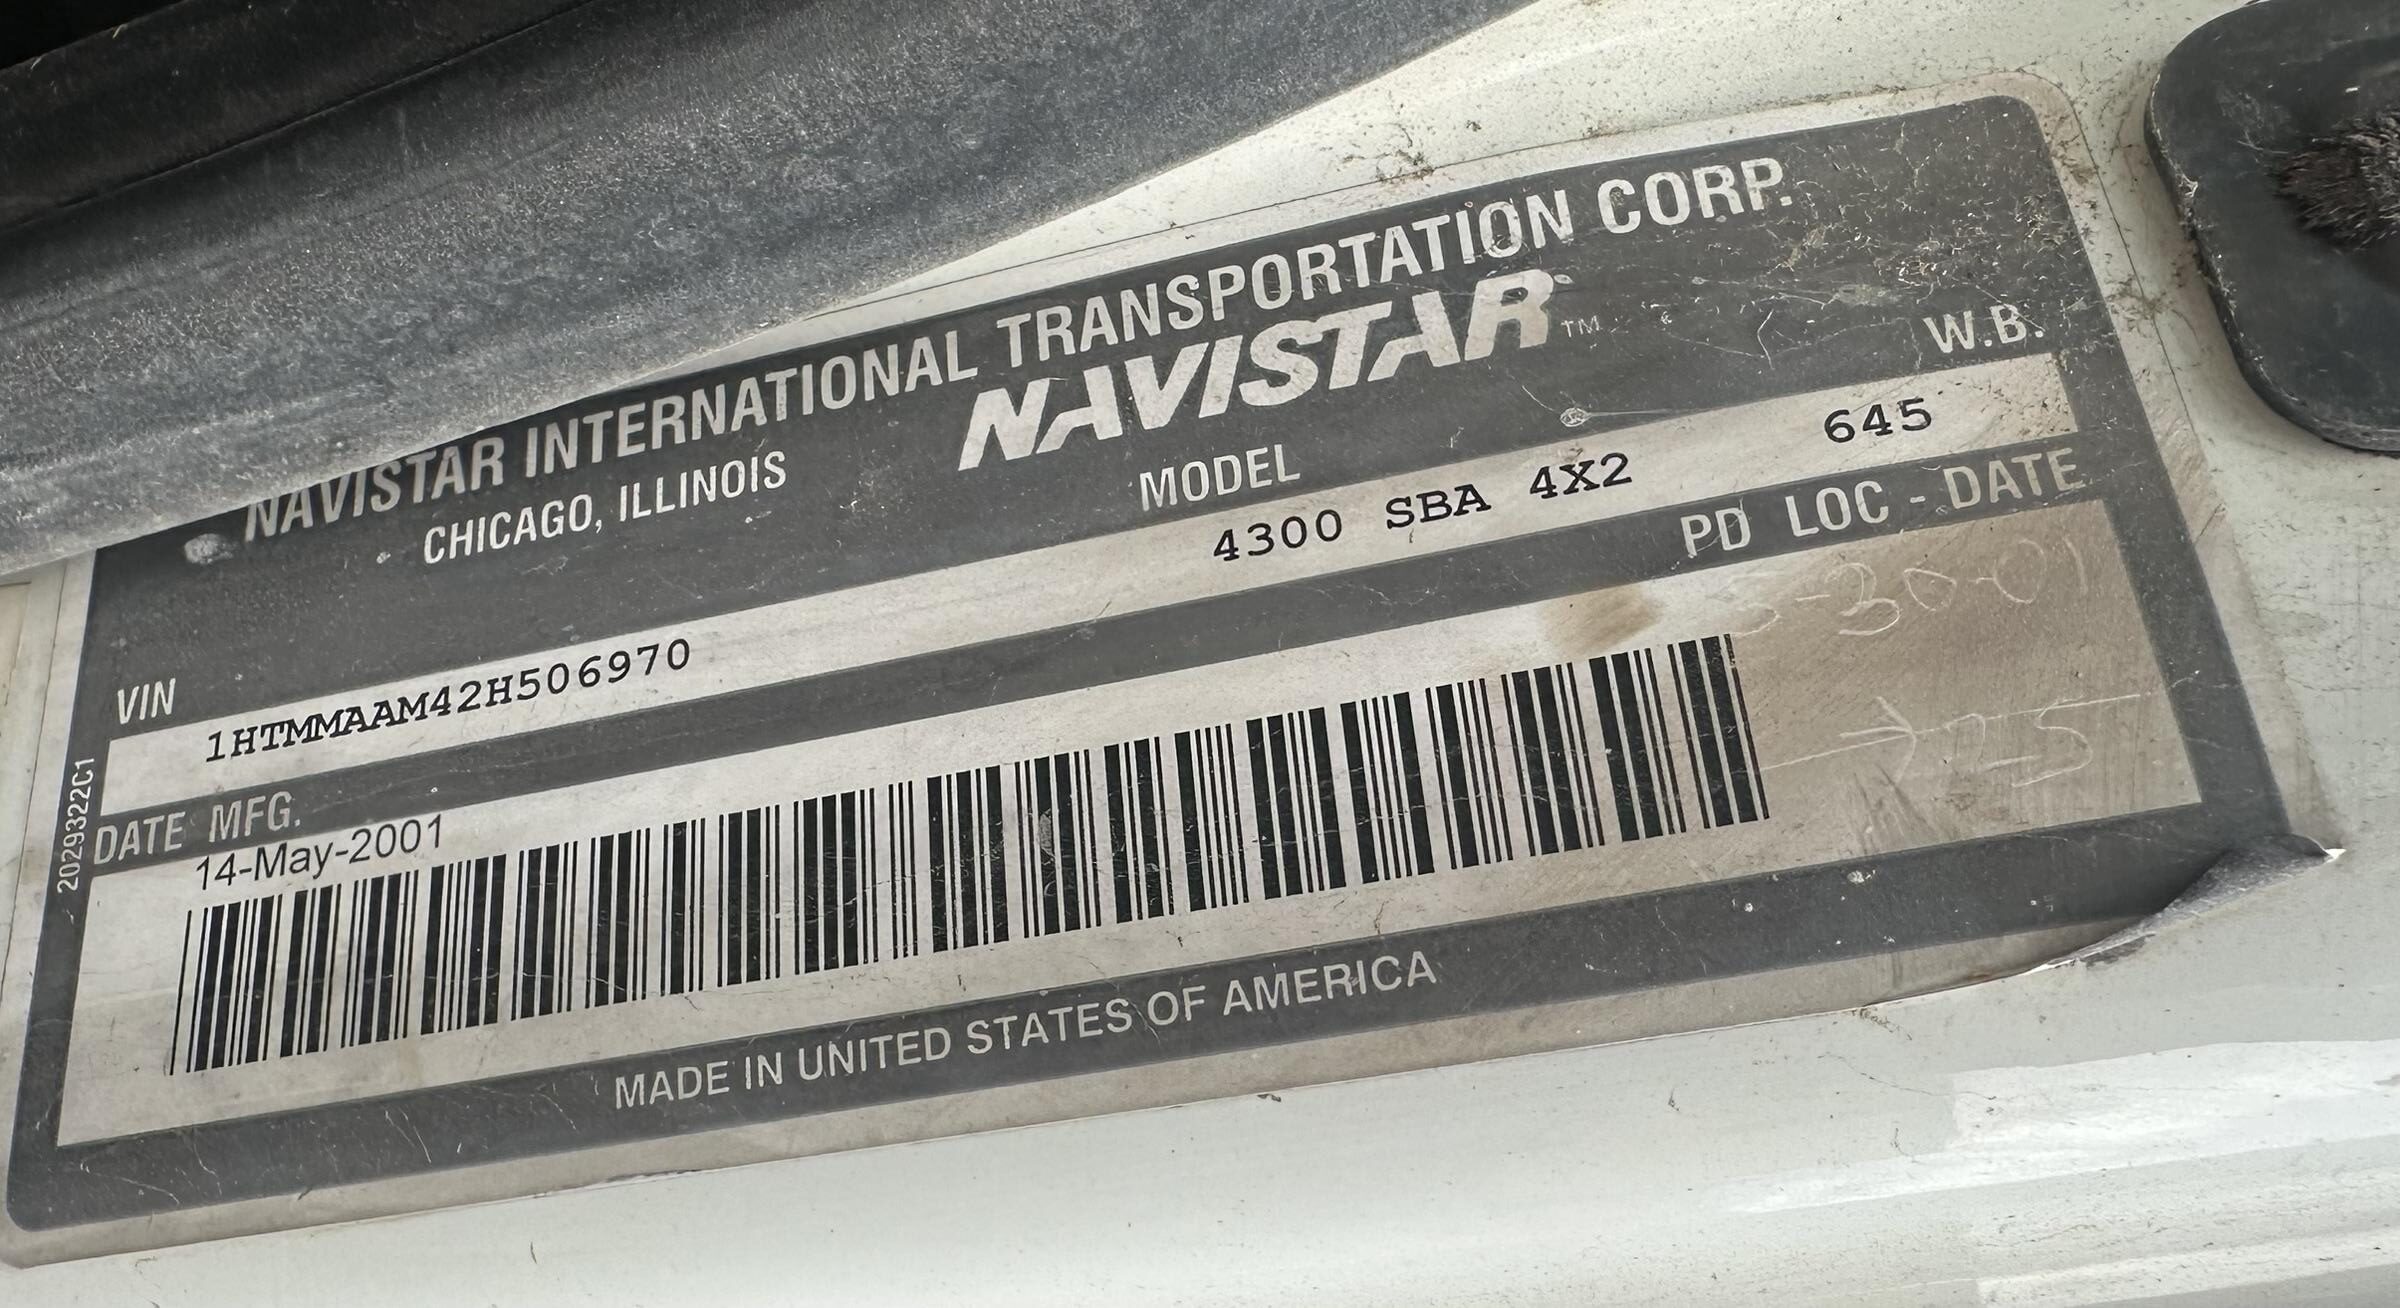 NAVISTAR INTERNATIONAL TRANSPORTATION CORP.
CHICAGO, ILLINOIS
NAVISTAR™
VIN
MODEL
W.B.
1HTMMAAM42H506970
4300 SBA 4X2
645
DATE MFG.
PD LOC - DATE
14-May-2001
5-30-01
MADE IN UNITED STATES OF AMERICA
2029322C1